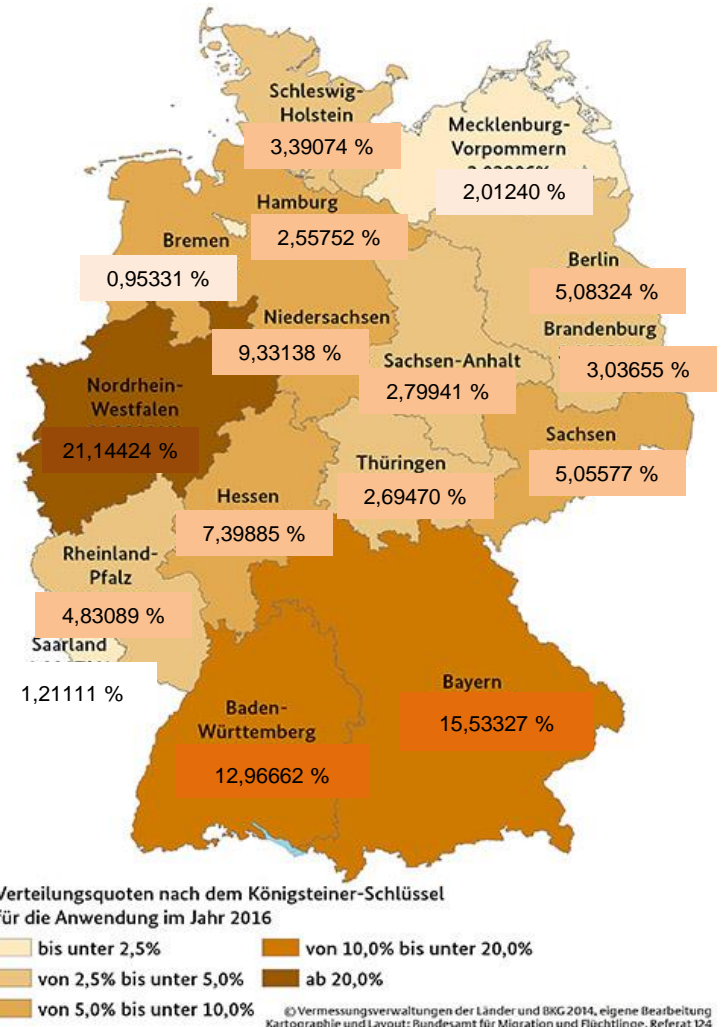 Schleswig-
Holstein
3,39074 %
Mecklenburg-
Vorpommern
2,01240 %
Hamburg
2,55752 %
Bremen
0,95331 %
Berlin
5,08324 %
Niedersachsen
9,33138 %
Brandenburg
3,03655 %
Sachsen-Anhalt
2,79941 %
Nordrhein-
Westfalen
21,14424 %
Sachsen
5,05577 %
Thüringen
2,69470 %
Hessen
7,39885 %
Rheinland-
Pfalz
4,83089 %
Saarland
1,21111 %
Bayern
15,53327 %
Baden-
Württemberg
12,96662 %
Verteilungsquoten nach dem Königsteiner-Schlüssel
für die Anwendung im Jahr 2016
bis unter 2,5%
von 2,5% bis unter 5,0%
von 5,0% bis unter 10,0%
von 10,0% bis unter 20,0%
ab 20,0%
© Vermessungsverwaltungen der Länder und BKG 2014, eigene Bearbeitung
Kartographie und Layout: Bundesamt für Migration und Flüchtlinge, Referat 124